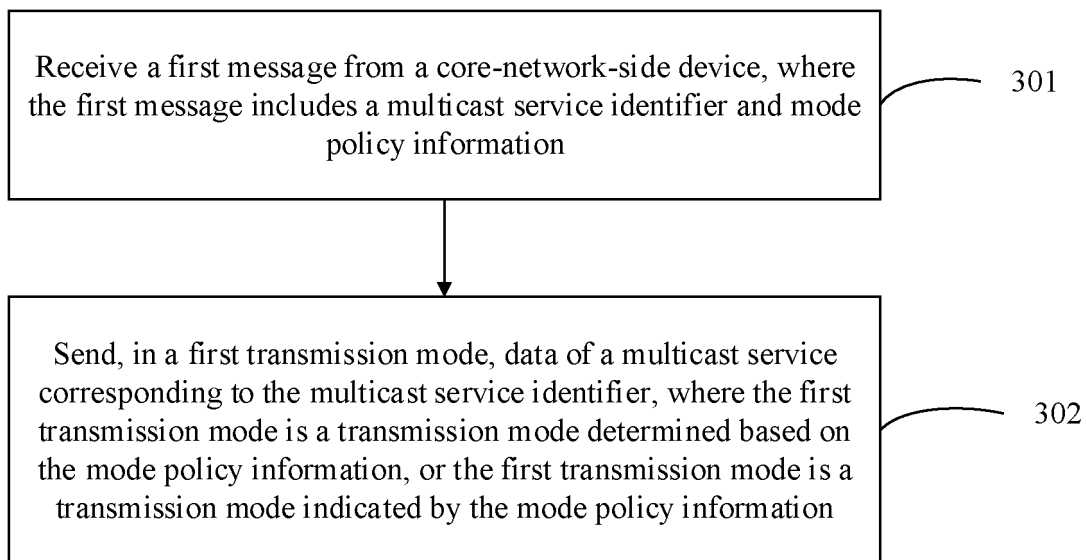 Receive a first message from a core-network-side device, where
the first message includes a multicast service identifier and mode
policy information
301
Send, in a first transmission mode, data of a multicast service
corresponding to the multicast service identifier, where the first
transmission mode is a transmission mode determined based on
the mode policy information, or the first transmission mode is a
transmission mode indicated by the mode policy information
302